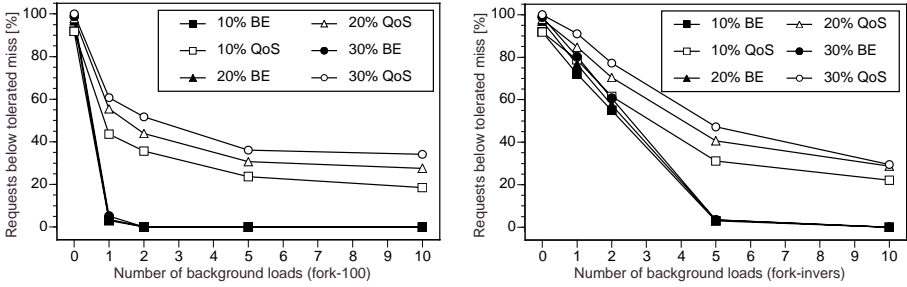 Requests below tolerated miss [%]
100
80
60
40
20
0
10% BE
10% QoS
20% BE
20% QoS
30% BE
30% QoS
0 1 2 3 4 5 6 7 8 9 10
Number of background loads (fork-100)
Requests below tolerated miss [%]
100
80
60
40
20
0
10% BE
10% QoS
20% BE
20% QoS
30% BE
30% QoS
0 1 2 3 4 5 6 7 8 9 10
Number of background loads (fork-invers)